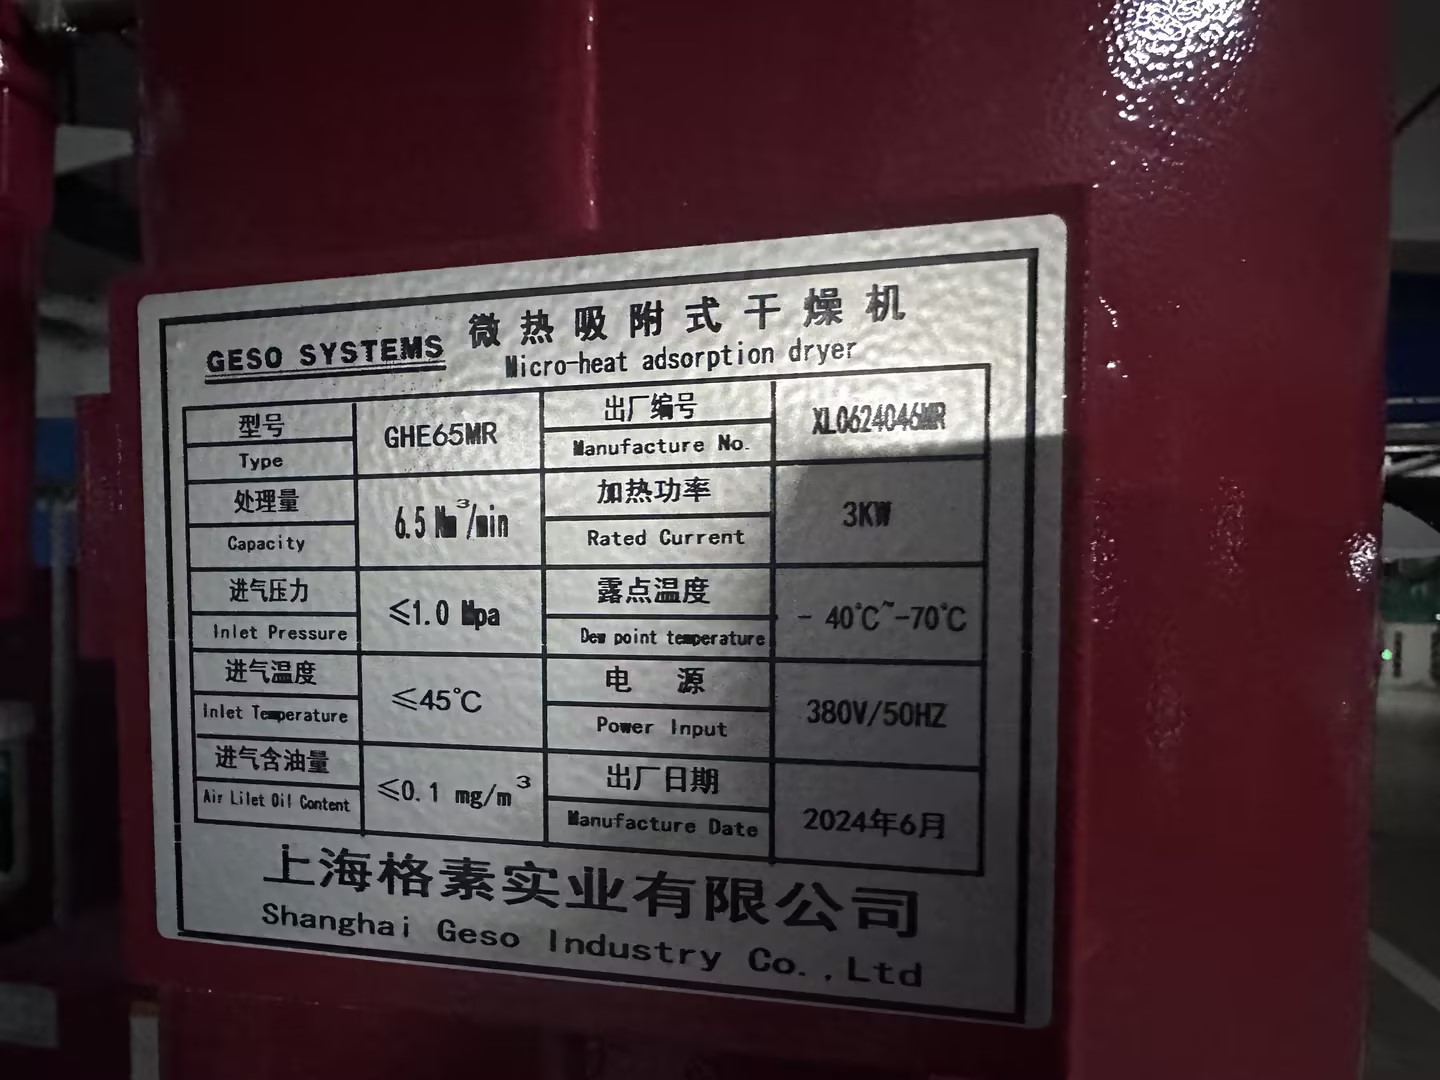 GESO SYSTEMS
微热吸附式干燥机
Micro-heat adsorption dryer
型号
Type
GHE65MR
出厂编号
Manufacture No.
XL0624046MR
处理量
Capacity
6.5 Nm³/min
加热功率
Rated Current
3KW
进气压力
Inlet Pressure
≤1.0 Mpa
露点温度
Dew point temperature
- 40℃~-70℃
进气温度
Inlet Temperature
≤45℃
电 源
Power Input
380V/50HZ
进气含油量
Air Lilet Oil Content
≤0.1 mg/m³
出厂日期
Manufacture Date
2024年6月
上海格素实业有限公司
Shanghai Geso Industry Co.,Ltd